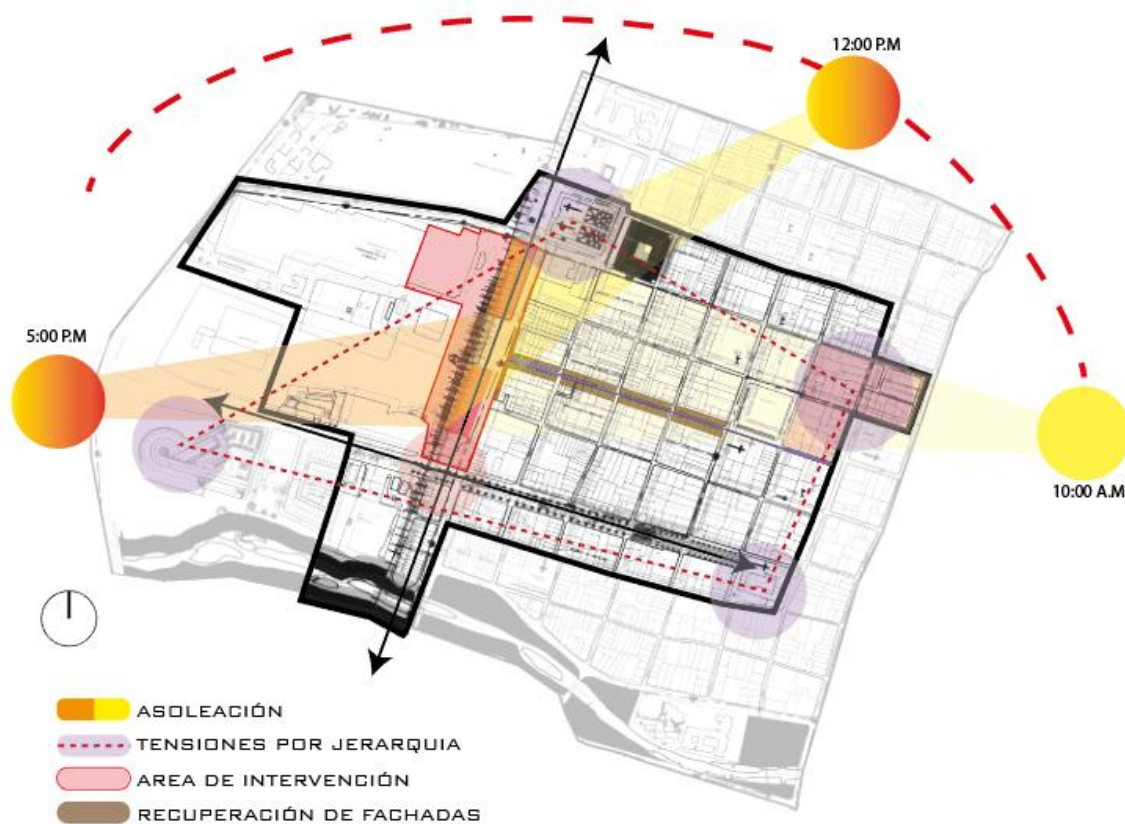 12:00 P.M
5:00 P.M
10:00 A.M
ASOLEACIÓN
TENSIONES POR JERARQUIA
AREA DE INTERVENCIÓN
RECUPERACIÓN DE FACHADAS